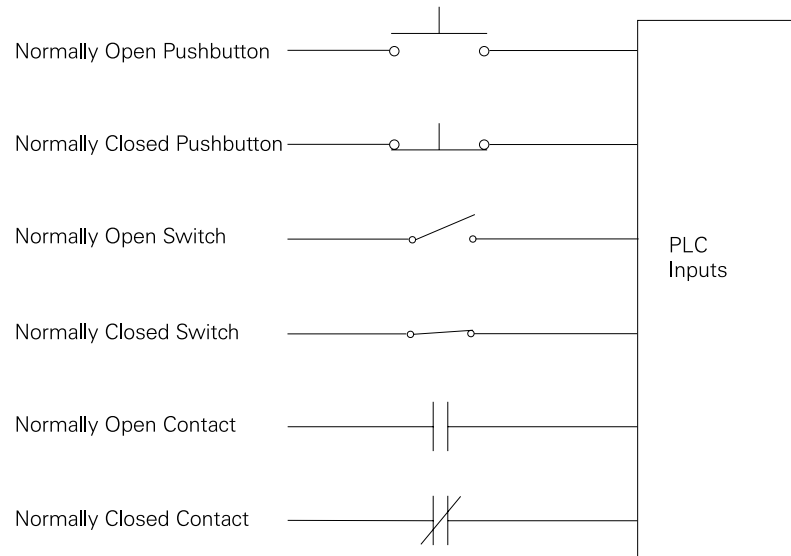 Normally Open Pushbutton
Normally Closed Pushbutton
Normally Open Switch
PLC
Inputs
Normally Closed Switch
Normally Open Contact
Normally Closed Contact